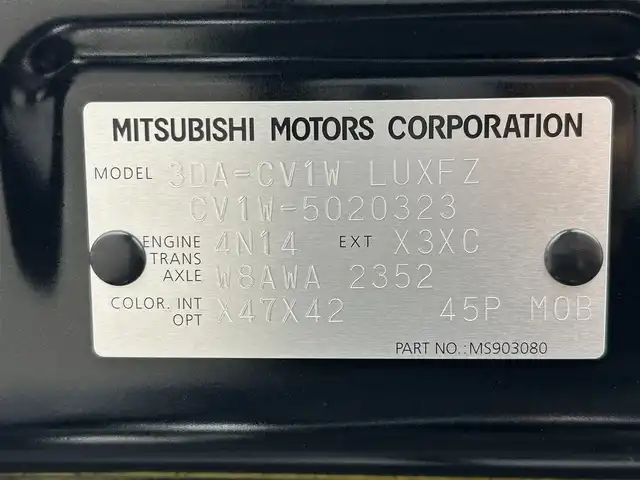 MITSUBISHI MOTORS CORPORATION
MODEL 3DA-CV1W LUXFZ
CV1W-5020323
ENGINE 4N14 EXT X3XC
TRANS
AXLE W8AWA 2352
COLOR. INT X47X42 45P M0B
OPT
PART NO.:MS903080